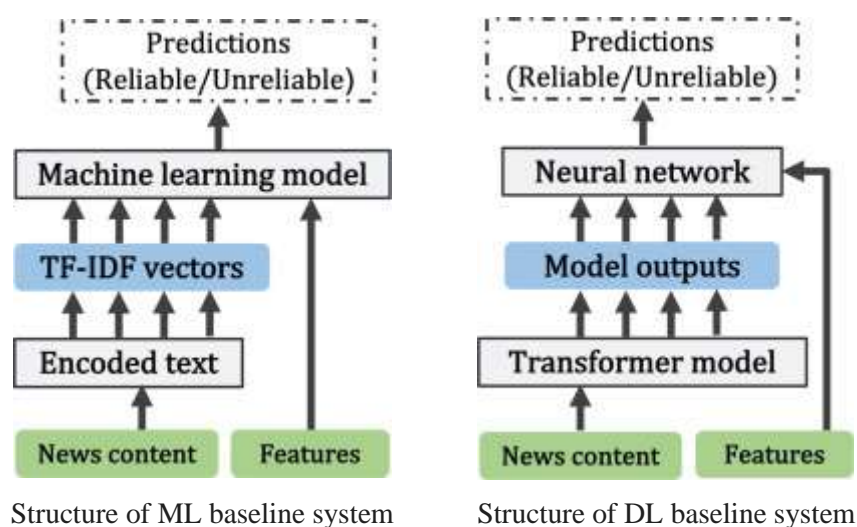 Predictions
(Reliable/Unreliable)
Machine learning model
TF-IDF vectors
Encoded text
News content
Features
Structure of ML baseline system
Predictions
(Reliable/Unreliable)
Neural network
Model outputs
Transformer model
News content
Features
Structure of DL baseline system